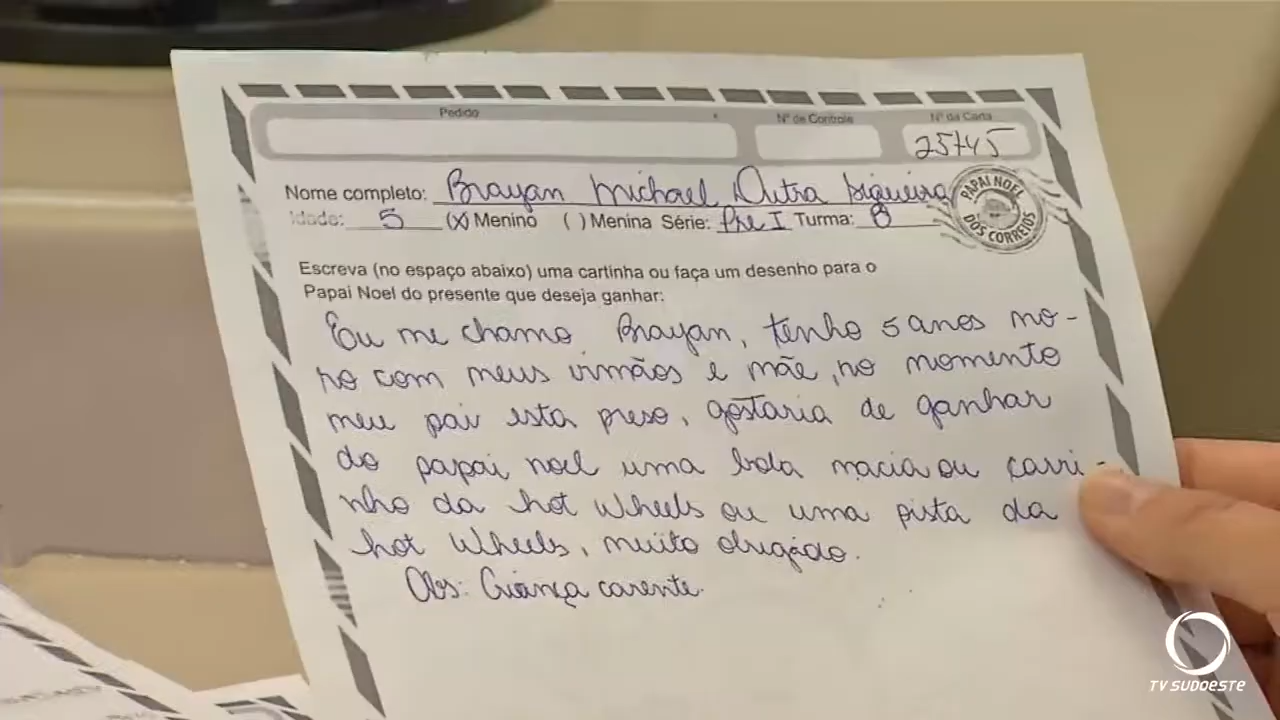 Pedido
Nº de Controle
Nº da Carta
25745
Nome completo: Brayan Michael Dutra Siqueira
Idade: 5 (x) Menino ( ) Menina Série: Pré I Turma: B
PAPAI NOEL
DOS CORREIOS
Escreva (no espaço abaixo) uma cartinha ou faça um desenho para o
Papai Noel do presente que deseja ganhar:
Eu me chamo Brayan, tenho 5 anos mo-
ro com meus irmãos e mãe, no momento
meu pai esta preso, gostaria de ganhar
do papai noel uma bola macia ou carri-
nho da hot Wheels ou uma pista da
hot Wheels, muito obrigado.
Obs: Criança carente.
TV SUDOESTE